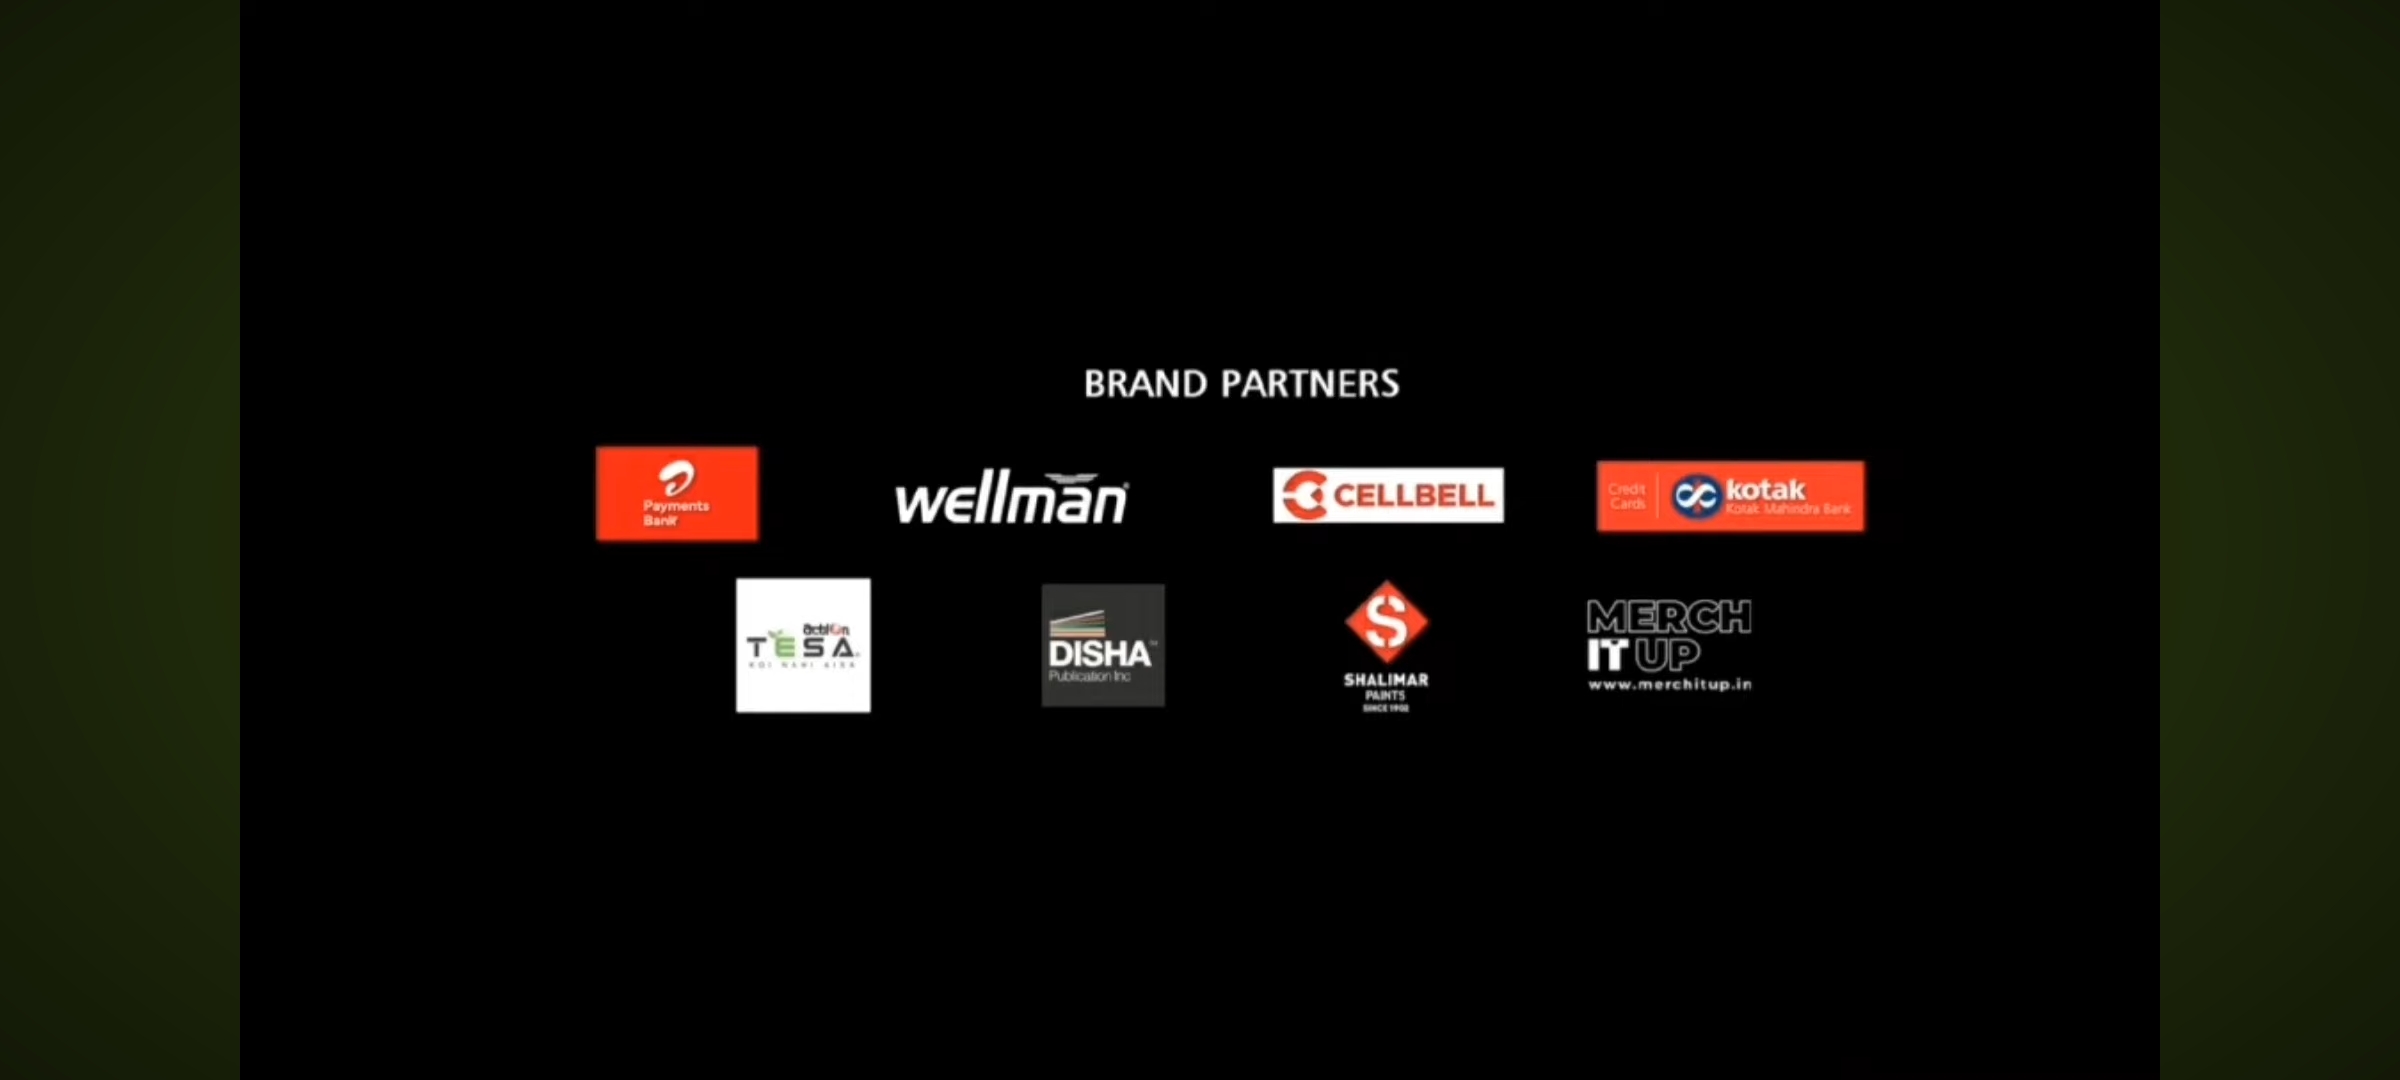 BRAND PARTNERS
Payments
Bank
wellman
CELLBELL
Credit
Cards
kotak
Kotak Mahindra Bank
action
TESA
KOI NAHI AISA
DISHA
Publication Inc
SHALIMAR
PAINTS
SINCE 1902
MERCH
IT UP
www.merchitup.in